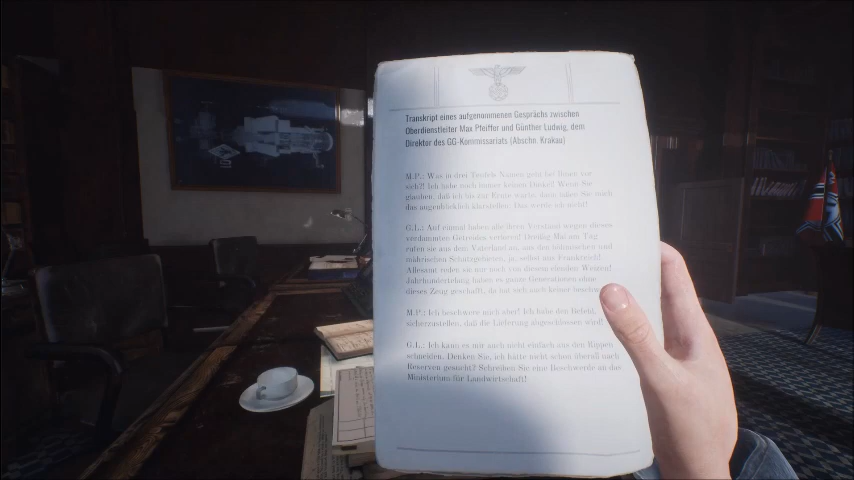 Transkript eines aufgenommenen Gesprächs zwischen
Oberdienstleiter Max Pfeiffer und Günther Ludwig, dem
Direktor des GG-Kommissariats (Abschn. Krakau)
M.P.: Was in drei Teufels Namen geht bei Ihnen vor
sich?! Ich habe noch immer keinen Weizen! Wenn Sie
glauben, daß ich bis zur Ernte warte, dann müssen Sie mich
das augenblicklich klarstellen. Das werde ich nicht!
G.L.: Auf einmal haben alle ihren Verstand wegen dieses
verdammten Getreides verloren! Dreißig Mal am Tag
rufen sie aus dem Vaterland an, aus den böhmischen und
mährischen Schutzgebieten, ja, selbst aus Frankreich!
Allesamt reden sie nur noch von diesem elenden Weizen!
Jahrhundertelang haben es ganze Generationen ohne
dieses Zeug geschafft, da hat sich auch keiner
M.P.: Ich beschwere mich aber! Ich habe den Befehl,
sicherzustellen, daß die Lieferung abgeschlossen wird!
G.L.: Ich kann es mir auch nicht einfach aus den Rippen
schneiden. Denken Sie, ich hätte nicht schon überall nach
Reserven gesucht? Schreiben Sie eine Beschwerde an das
Ministerium für Landwirtschaft!